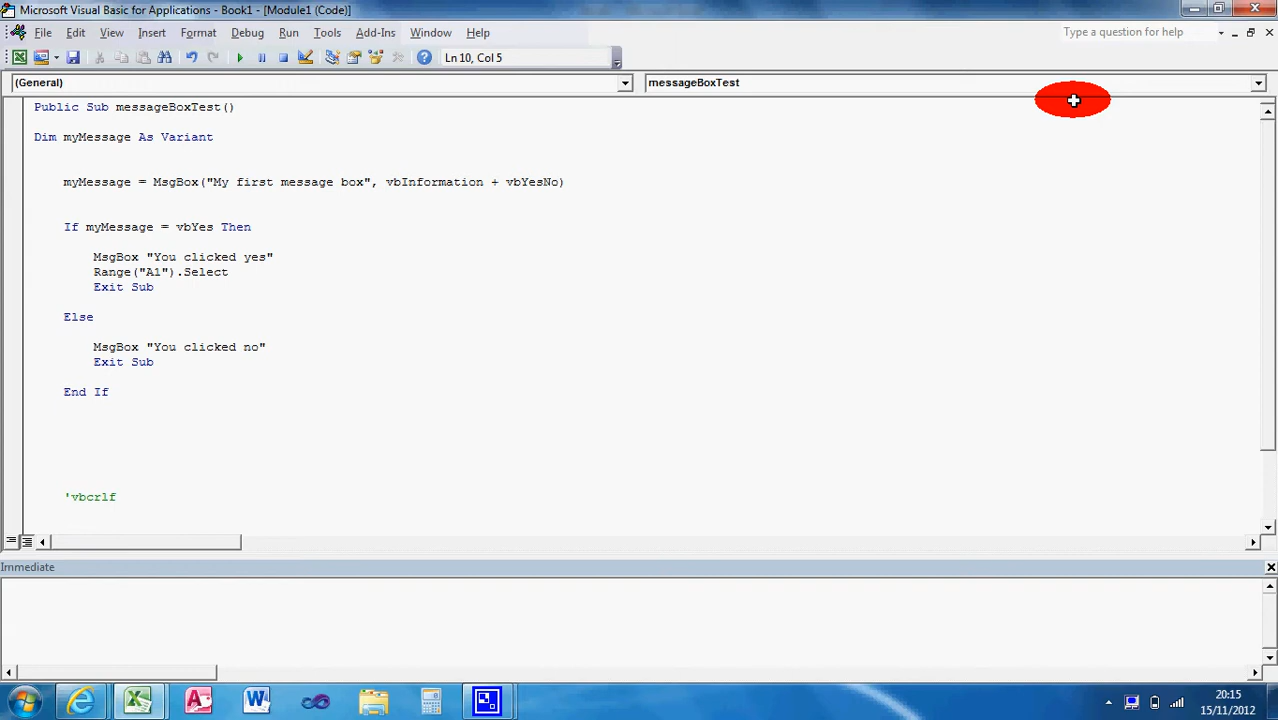 Microsoft Visual Basic for Applications - Book1 - [Module1 (Code)]
File Edit View Insert Format Debug Run Tools Add-Ins Window Help
Type a question for help
Ln 10, Col 5
(General)
messageBoxTest
Public Sub messageBoxTest()
Dim myMessage As Variant
myMessage = MsgBox("My first message box", vbInformation + vbYesNo)
If myMessage = vbYes Then
MsgBox "You clicked yes"
Range("A1").Select
Exit Sub
Else
MsgBox "You clicked no"
Exit Sub
End If
'vbcrlf
Immediate
20:15
15/11/2012